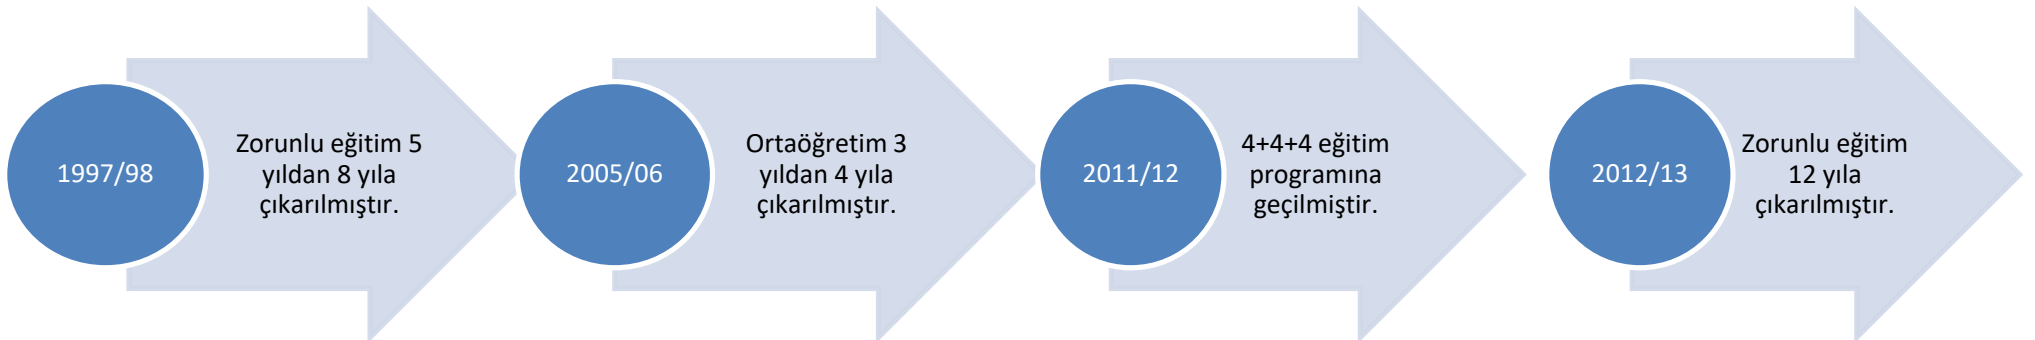 1997/98
Zorunlu eğitim 5
yıldan 8 yıla
çıkarılmıştır.
2005/06
Ortaöğretim 3
yıldan 4 yıla
çıkarılmıştır.
2011/12
4+4+4 eğitim
programına
geçilmiştir.
2012/13
Zorunlu eğitim
12 yıla
çıkarılmıştır.